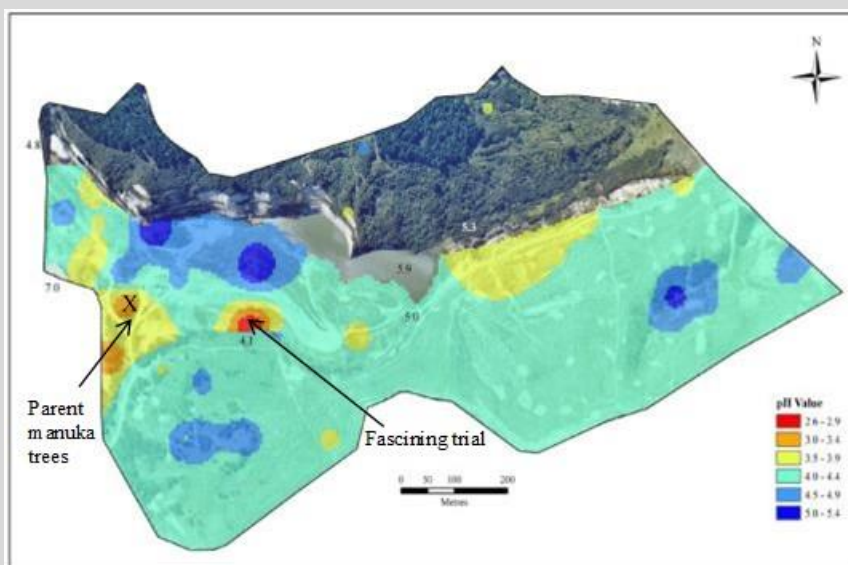 N
4.8
5.3
5.9
7.0
X
5.0
4.1
Parent
manuka
trees
Fascining trial
pH Value
2.6 - 2.9
3.0 - 3.4
3.5 - 3.9
4.0 - 4.4
4.5 - 4.9
5.0 - 5.4
0 50 100 200
Metres